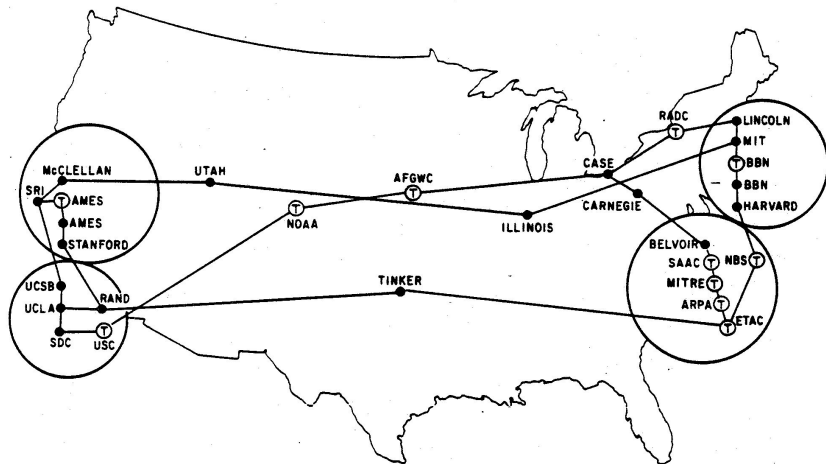 RADC
T
LINCOLN
MIT
T
BBN
BBN
HARVARD
McCLELLAN
UTAH
AFGWC
T
CASE
SRI
T
AMES
AMES
STANFORD
NOAA
T
ILLINOIS
CARNEGIE
BELVOIR
SAAC
T
NBS
T
MITRE
T
ARPA
T
ETAC
T
UCSB
UCLA
RAND
SDC
T
USC
TINKER